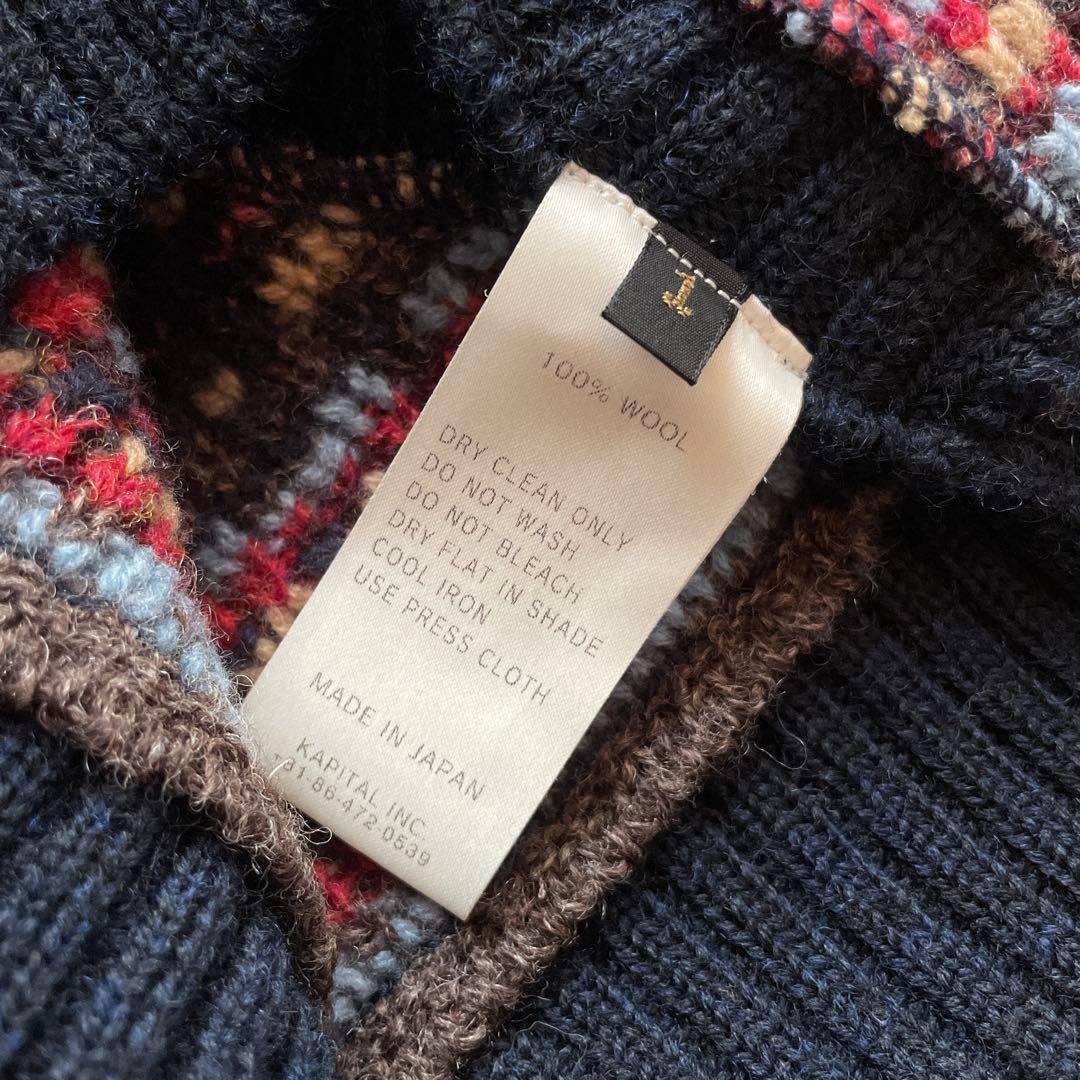 1
100% WOOL
DRY CLEAN ONLY
DO NOT WASH
DO NOT BLEACH
DRY FLAT IN SHADE
COOL IRON
USE PRESS CLOTH
MADE IN JAPAN
KAPITAL INC.
+81-86-472-0539